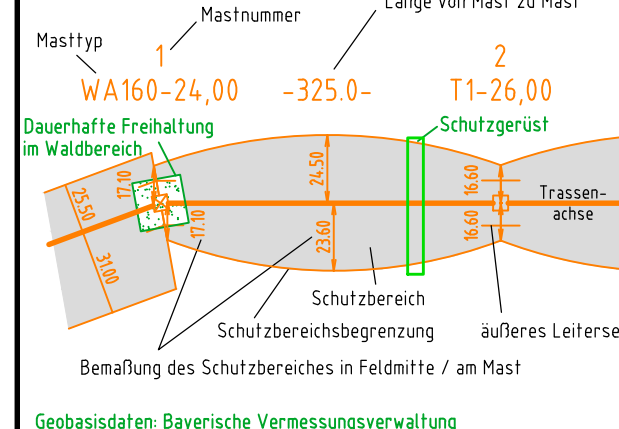 Länge von Mast zu Mast
Mastnummer
Masttyp
1
2
WA160-24,00
-325.0-
T1-26,00
Dauerhafte Freihaltung
im Waldbereich
Schutzgerüst
17.10
24.50
16.60
25.50
Trassen-
achse
17.10
23.60
16.60
31.00
Schutzbereich
Schutzbereichsbegrenzung
äußeres Leiterse
Bemaßung des Schutzbereiches in Feldmitte / am Mast
Geobasisdaten: Bayerische Vermessungsverwaltung